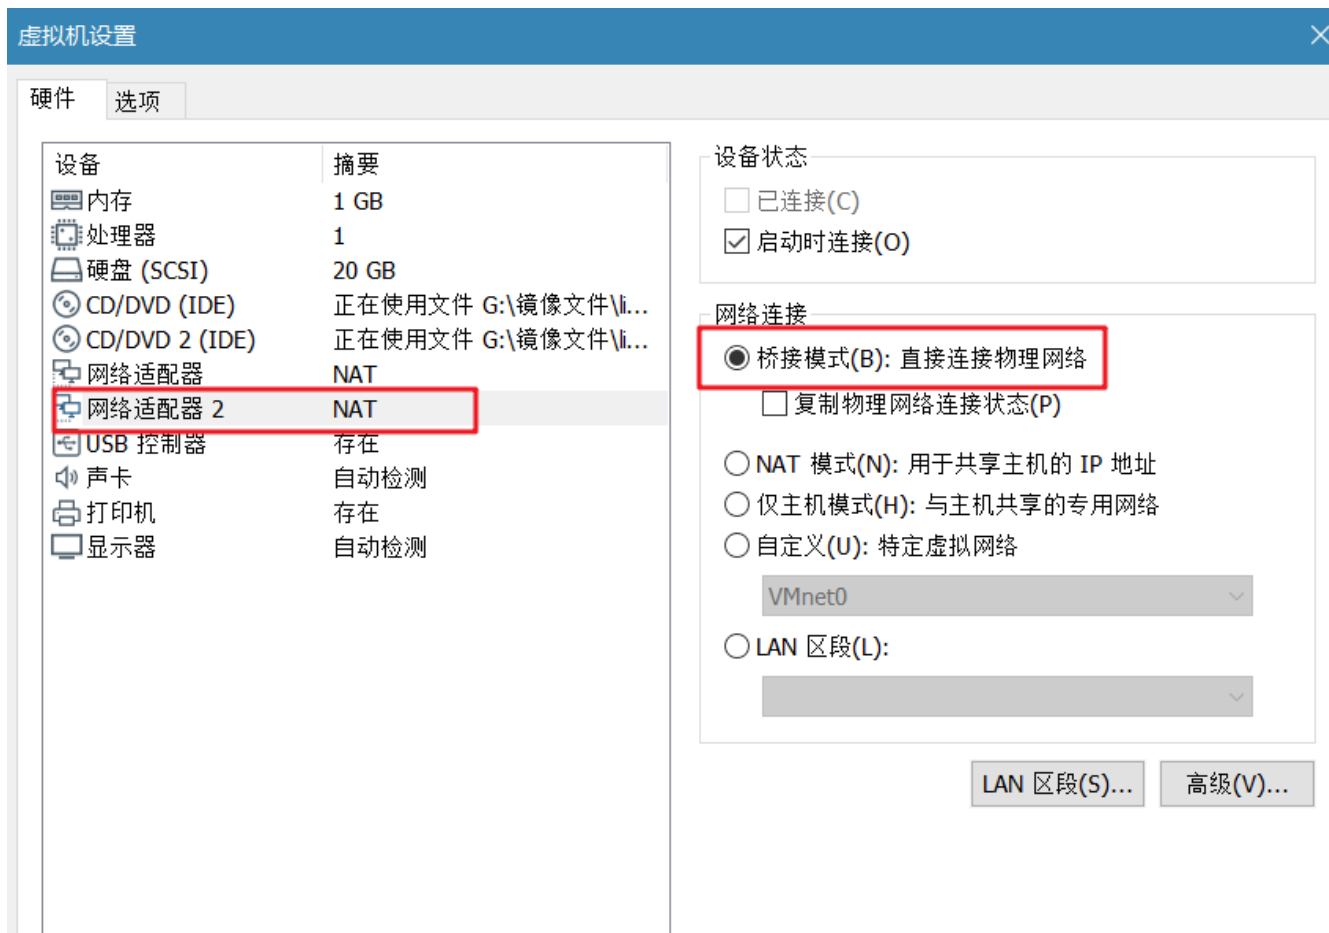 虚拟机设置
硬件 选项
设备 摘要
内存 1 GB
处理器 1
硬盘 (SCSI) 20 GB
CD/DVD (IDE) 正在使用文件 G:\镜像文件\li...
CD/DVD 2 (IDE) 正在使用文件 G:\镜像文件\li...
网络适配器 NAT
网络适配器 2 NAT
USB 控制器 存在
声卡 自动检测
打印机 存在
显示器 自动检测
设备状态
已连接(C)
启动时连接(O)
网络连接
桥接模式(B): 直接连接物理网络
复制物理网络连接状态(P)
NAT 模式(N): 用于共享主机的 IP 地址
仅主机模式(H): 与主机共享的专用网络
自定义(U): 特定虚拟网络
VMnet0
LAN 区段(L):
LAN 区段(S)... 高级(V)...